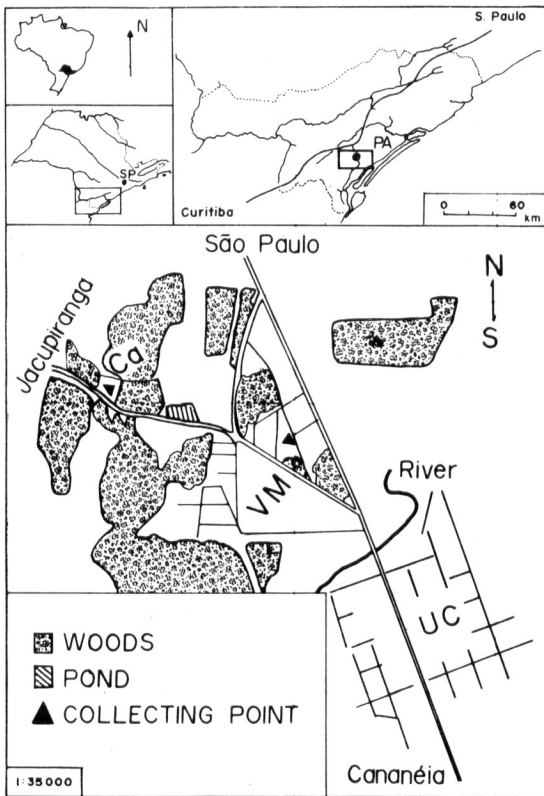 N
S. Paulo
SP
PA
Curitiba
0 60
km
São Paulo
N
S
Jacupiranga
Ca
VM
River
UC
WOODS
POND
COLLECTING POINT
1:35000
Cananéia